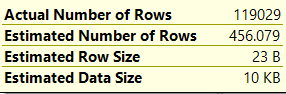 Actual Number of Rows 119029
Estimated Number of Rows 456.079
Estimated Row Size 23 B
Estimated Data Size 10 KB